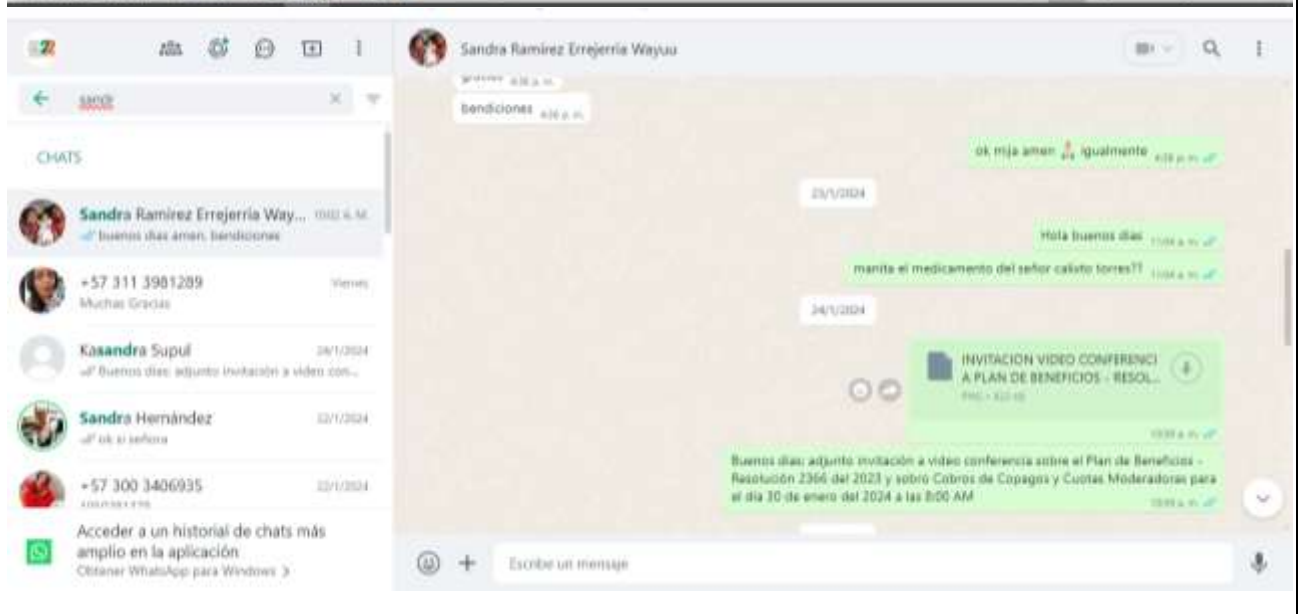 Sandra Ramirez Errejerria Wayuu
sandr
CHATS
Sandra Ramirez Errejerria Way...
buenos dias amen, bendiciones
+57 311 3981289
Viernes
Muchas Gracias
Kasandra Supul
24/1/2024
Buenos dias: adjunto invitación a video con...
Sandra Hernández
22/1/2024
ok si señora
+57 300 3406935
22/1/2024
Acceder a un historial de chats más
amplio en la aplicación
Obtener WhatsApp para Windows
bendiciones
ok mija amen igualmente
23/1/2024
Hola buenos dias
manita el medicamento del señor calixto torres??
24/1/2024
INVITACION VIDEO CONFERENCI
A PLAN DE BENEFICIOS - RESOL...
Buenos dias: adjunto invitación a video conferencia sobre el Plan de Beneficios -
Resolución 2366 del 2023 y sobro Cobros de Copagos y Cuotas Moderadoras para
el día 30 de enero del 2024 a las 8:00 AM
Escribe un mensaje